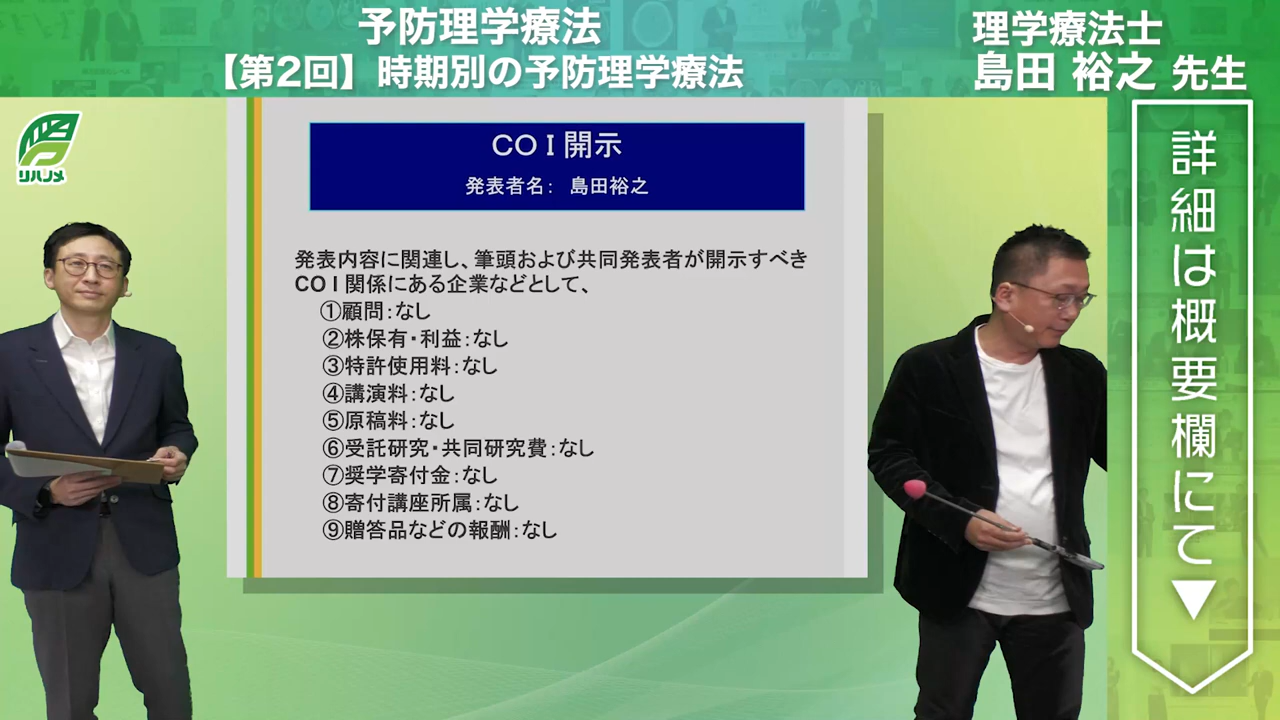 予防理学療法
【第2回】時期別の予防理学療法
理学療法士
島田 裕之 先生
リハノメ
COI開示
発表者名： 島田裕之
発表内容に関連し、筆頭および共同発表者が開示すべき
COI関係にある企業などとして、
①顧問：なし
②株保有・利益：なし
③特許使用料：なし
④講演料：なし
⑤原稿料：なし
⑥受託研究・共同研究費：なし
⑦奨学寄付金：なし
⑧寄付講座所属：なし
⑨贈答品などの報酬：なし
詳細は概要欄にて▼